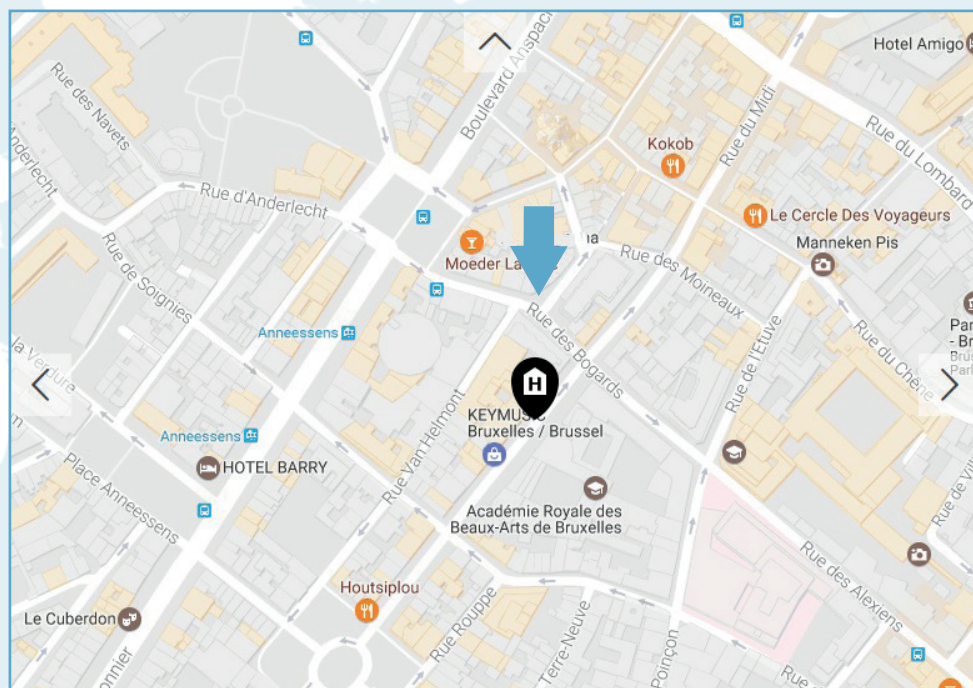 Hotel Amigo
Boulevard Anspach
Rue des Navets
Rue du Midi
Rue du Lombard
Kokob
Anderlecht
Rue d'Anderlecht
Le Cercle Des Voyageurs
Manneken Pis
Moeder La
Rue des Moineaux
Rue de Soignies
Rue des Bogards
Anneessens
Rue de l'Etuve
Rue du Chêne
H
KEYMUSIC
Bruxelles / Brussel
Rue Van Helmont
Anneessens
HOTEL BARRY
Place Anneessens
Académie Royale des
Beaux-Arts de Bruxelles
Rue des Alexiens
Houtsiplou
Le Cuberdon
Rue Rouppe
Terre-Neuve
Poinçon